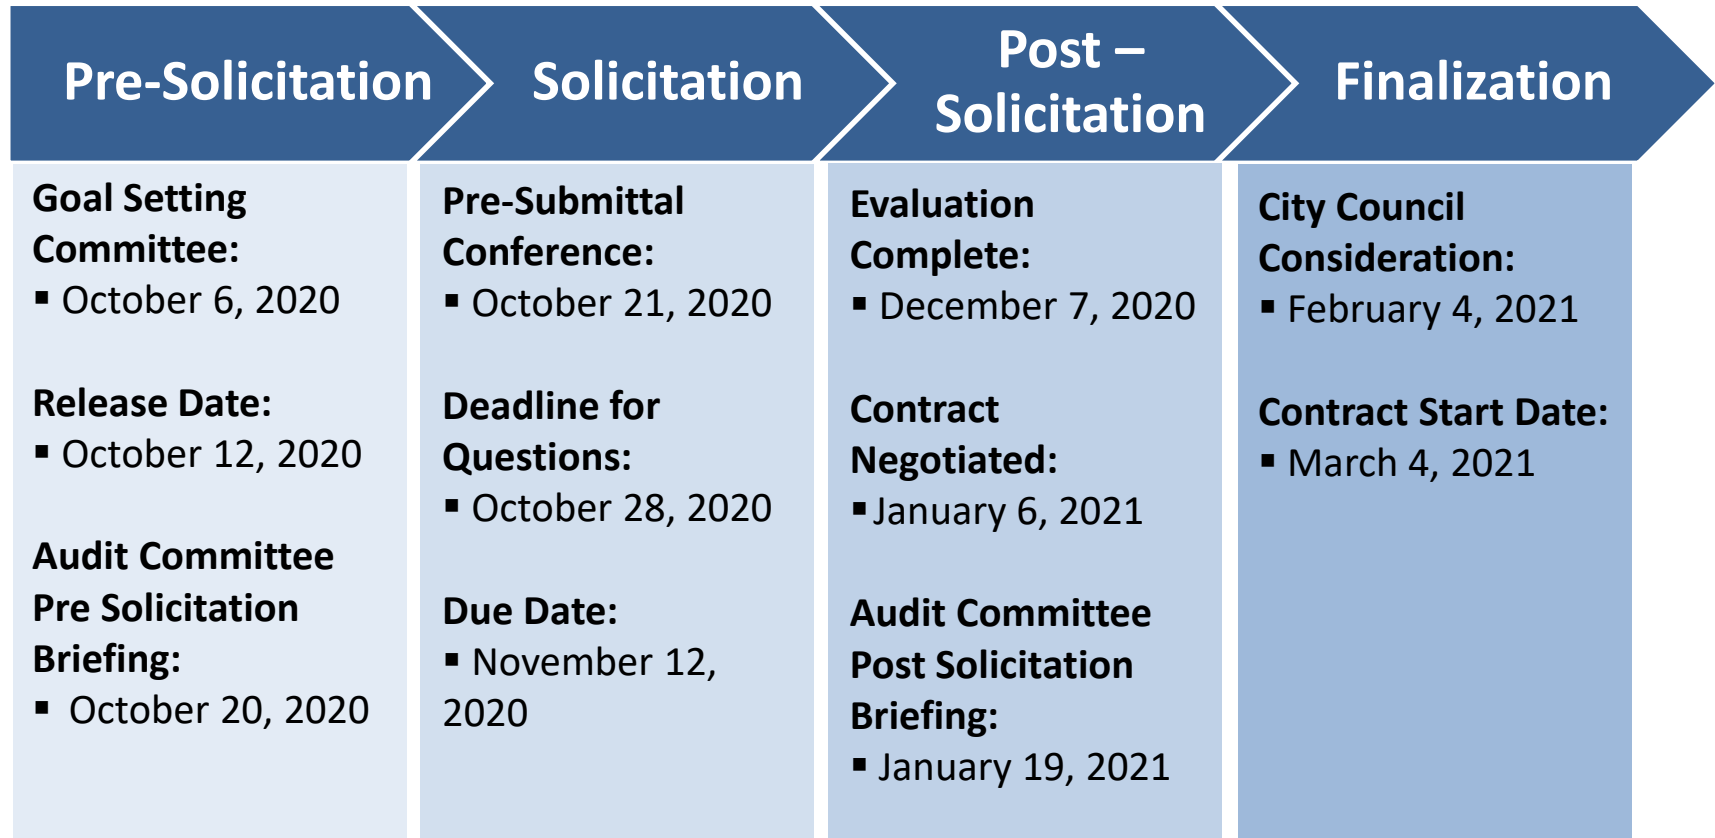 Pre-Solicitation
Solicitation
Post –
Solicitation
Finalization
Goal Setting
Committee:
▪ October 6, 2020
Release Date:
▪ October 12, 2020
Audit Committee
Pre Solicitation
Briefing:
▪ October 20, 2020
Pre-Submittal
Conference:
▪ October 21, 2020
Deadline for
Questions:
▪ October 28, 2020
Due Date:
▪ November 12,
2020
Evaluation
Complete:
▪ December 7, 2020
Contract
Negotiated:
▪ January 6, 2021
Audit Committee
Post Solicitation
Briefing:
▪ January 19, 2021
City Council
Consideration:
▪ February 4, 2021
Contract Start Date:
▪ March 4, 2021